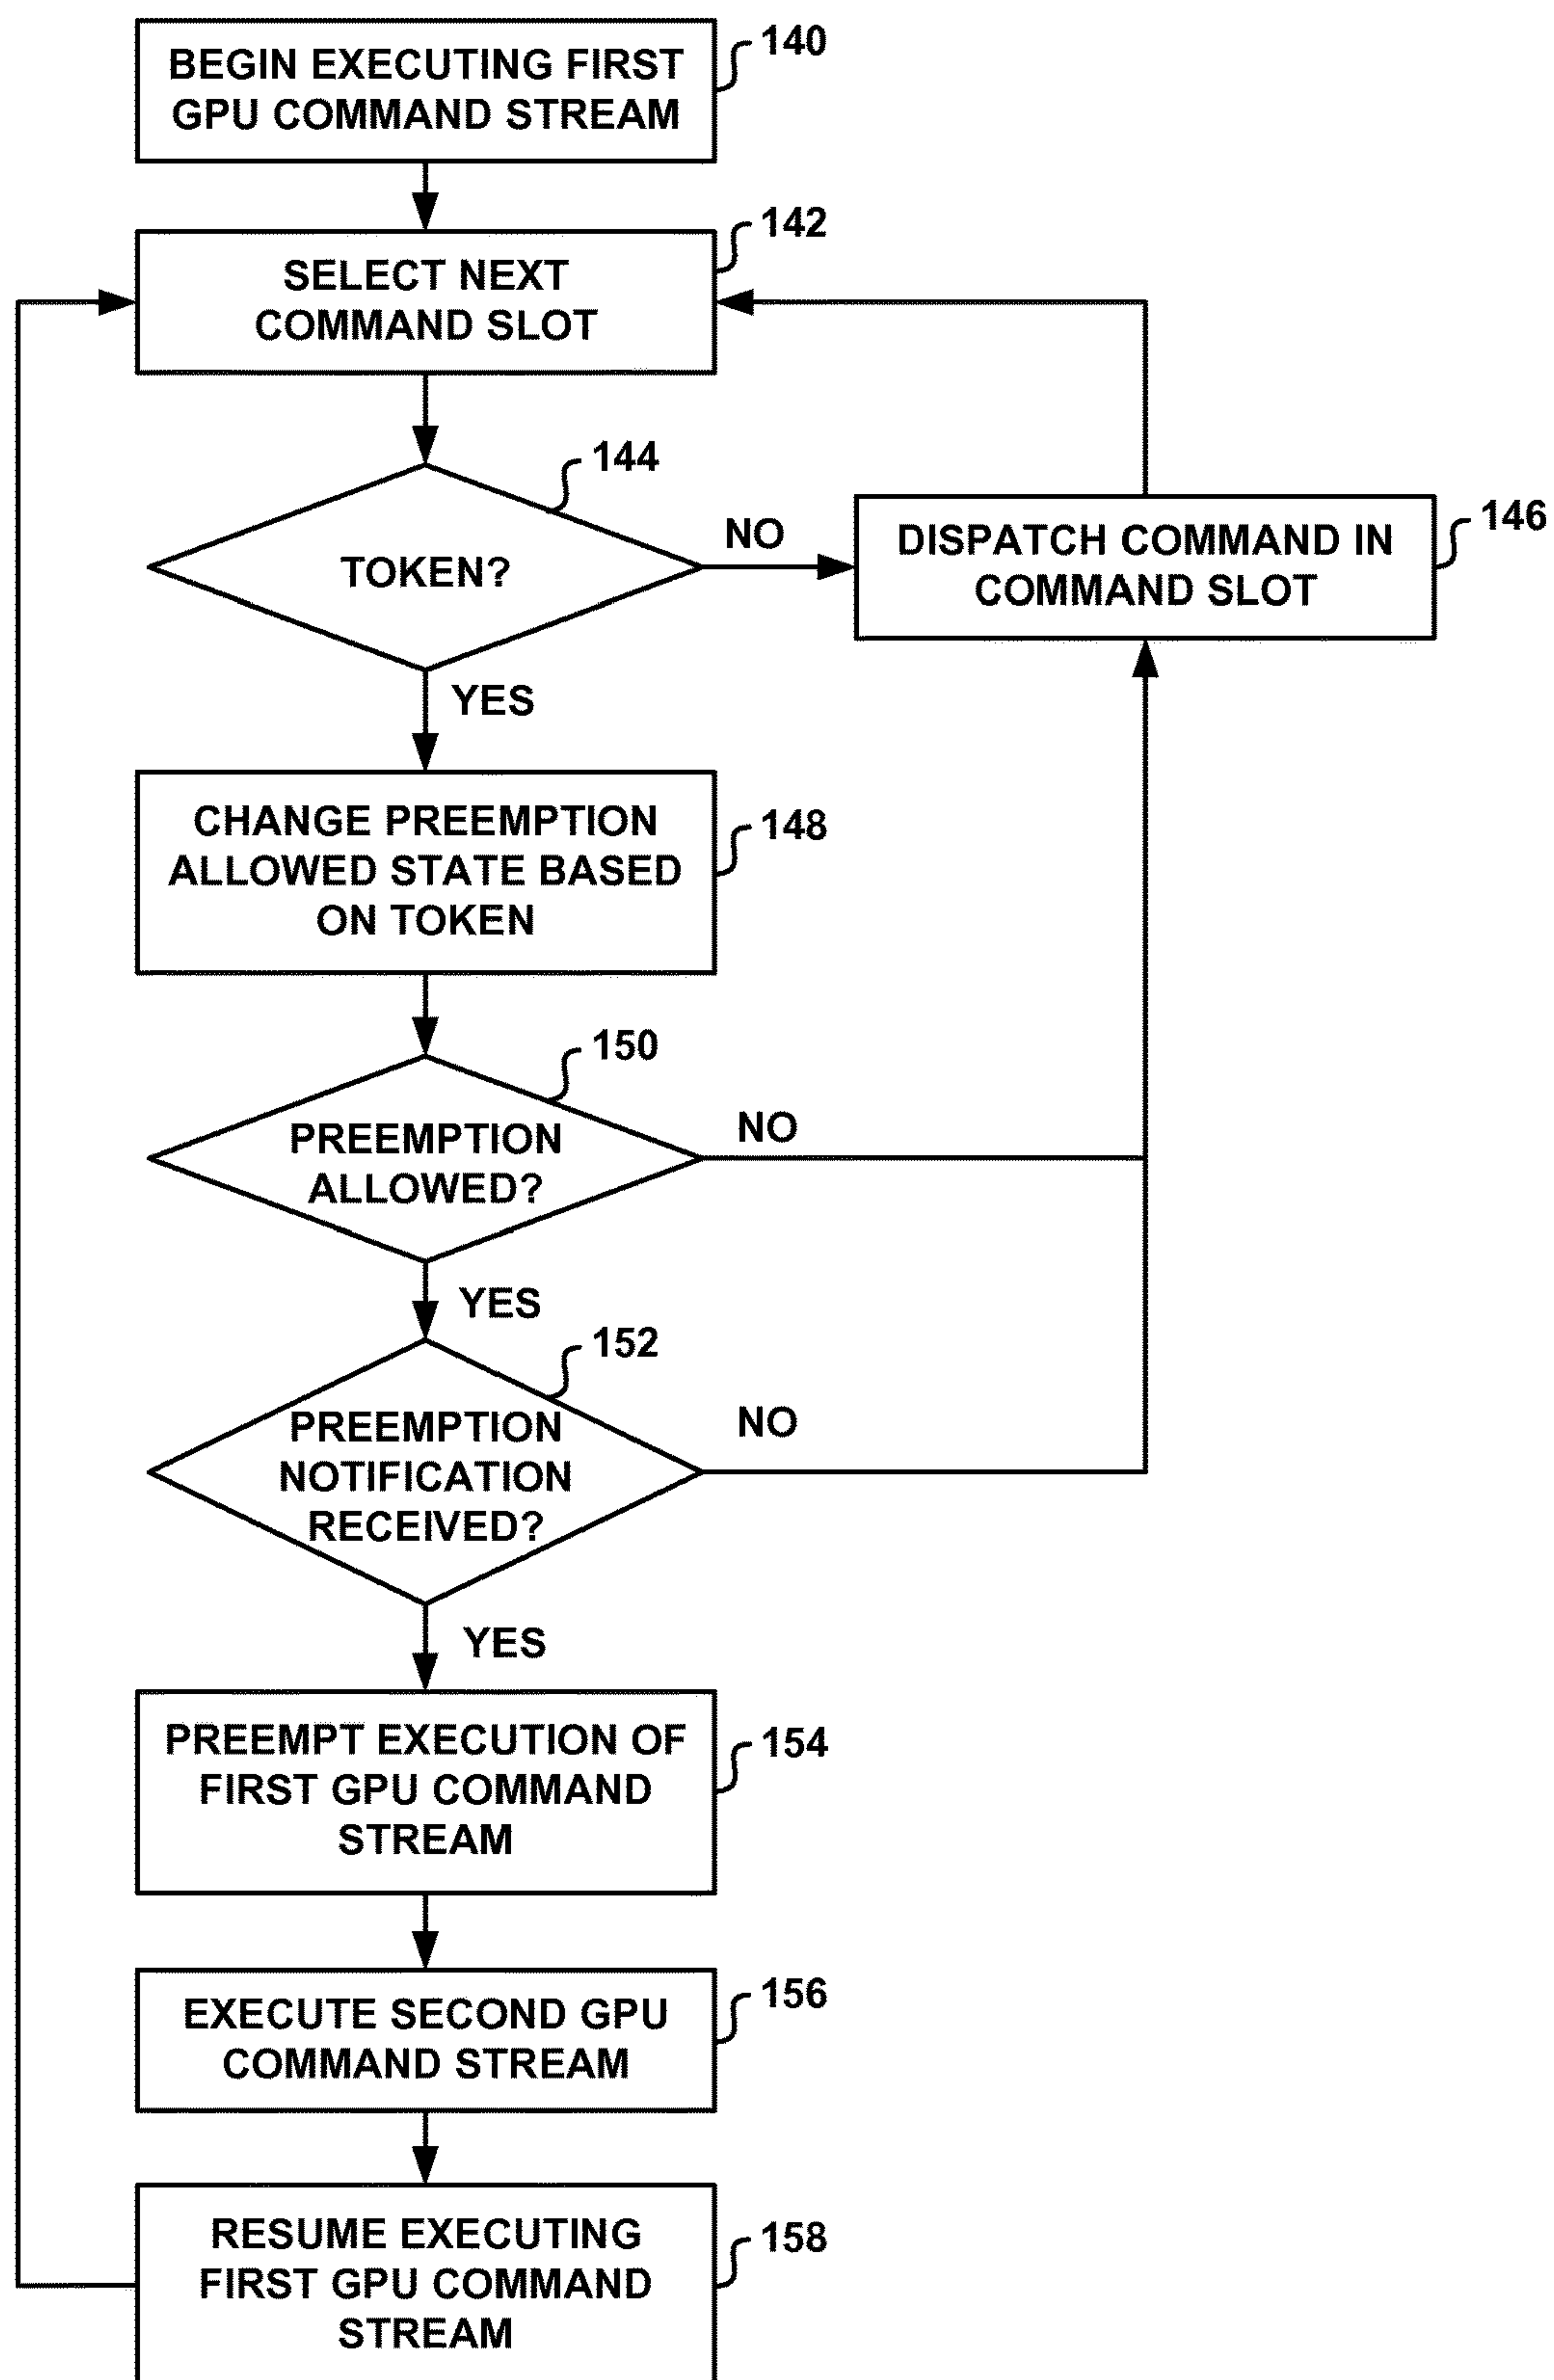 BEGIN EXECUTING FIRST
GPU COMMAND STREAM
140
SELECT NEXT
COMMAND SLOT
142
TOKEN?
144
NO
DISPATCH COMMAND IN
COMMAND SLOT
146
YES
CHANGE PREEMPTION
ALLOWED STATE BASED
ON TOKEN
148
PREEMPTION
ALLOWED?
150
NO
YES
PREEMPTION
NOTIFICATION
RECEIVED?
152
NO
YES
PREEMPT EXECUTION OF
FIRST GPU COMMAND
STREAM
154
EXECUTE SECOND GPU
COMMAND STREAM
156
RESUME EXECUTING
FIRST GPU COMMAND
STREAM
158